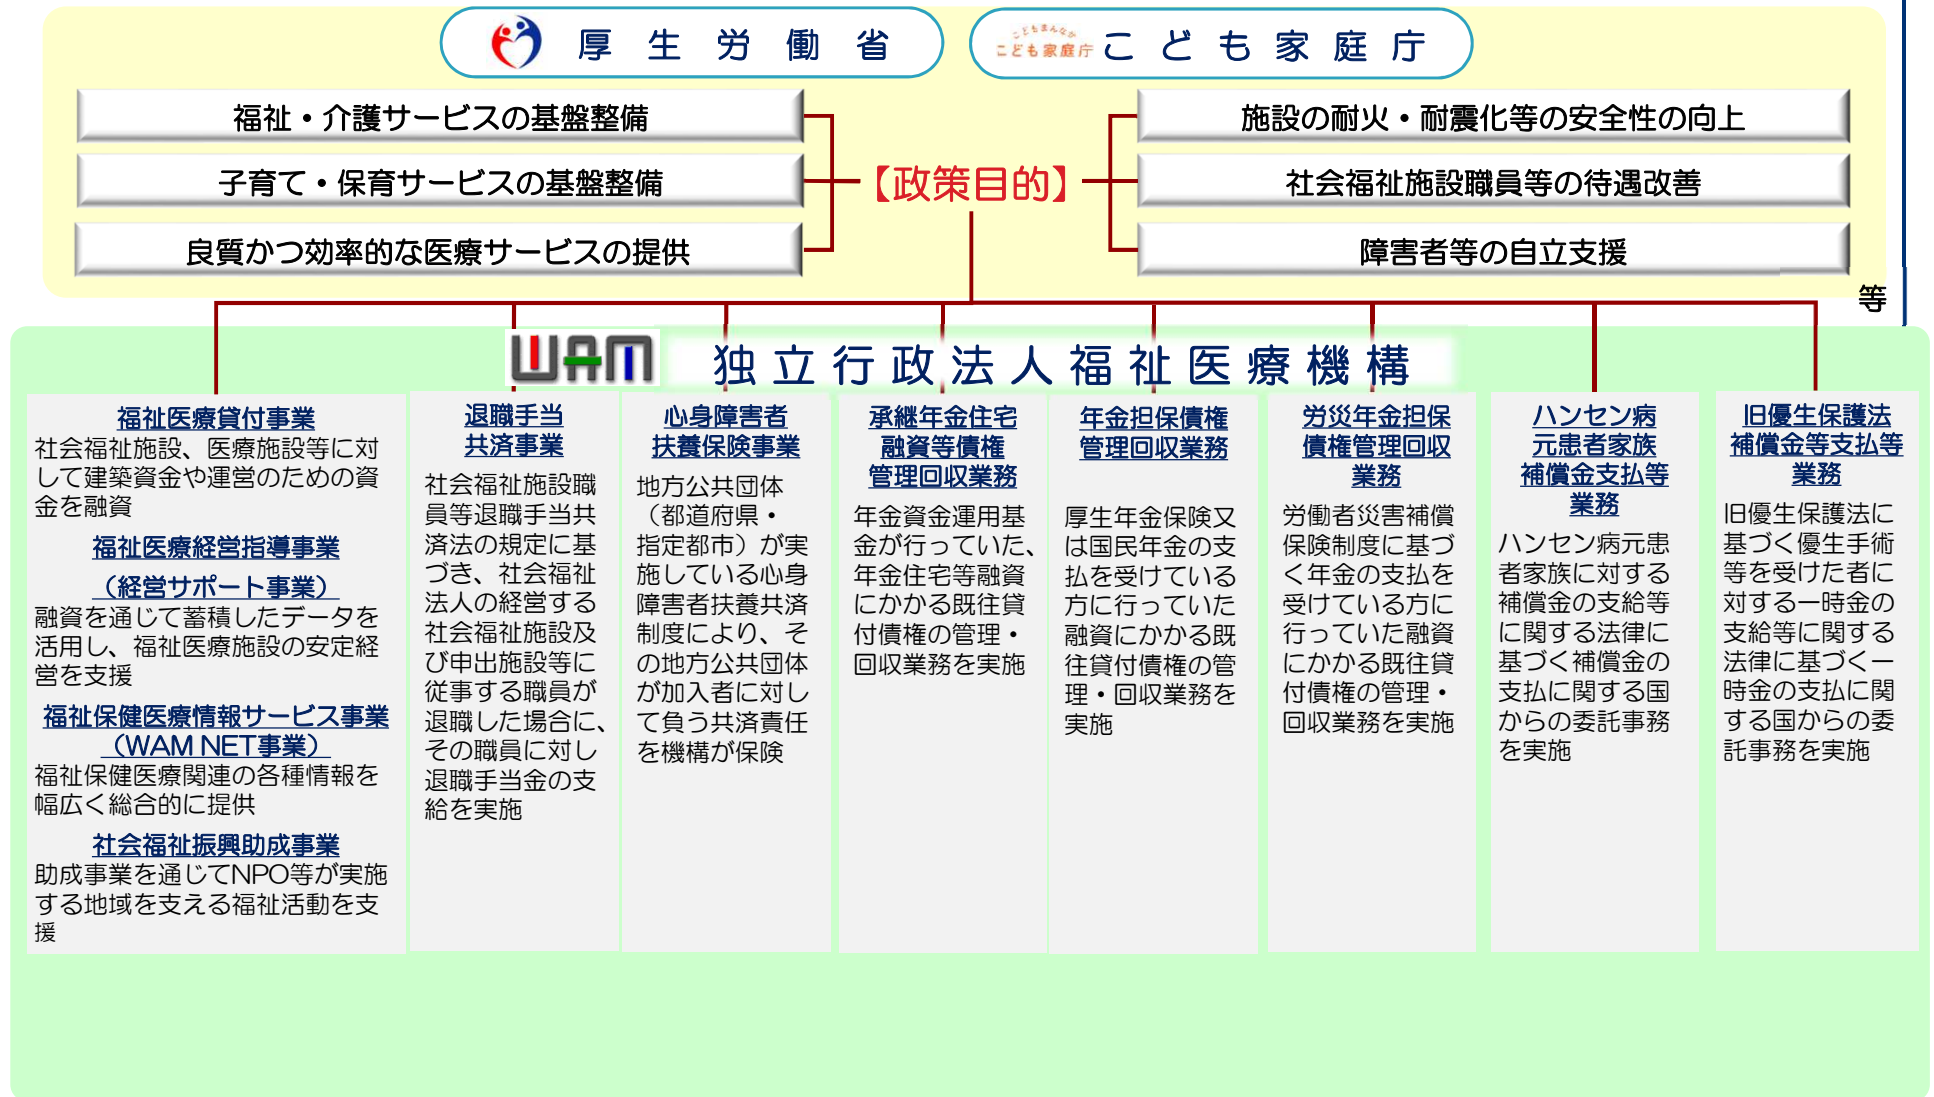 厚生労働省
こどもまんなか
こども家庭庁
こども家庭庁
福祉・介護サービスの基盤整備
子育て・保育サービスの基盤整備
良質かつ効率的な医療サービスの提供
【政策目的】
施設の耐火・耐震化等の安全性の向上
社会福祉施設職員等の待遇改善
障害者等の自立支援
等
WAM
独立行政法人福祉医療機構
福祉医療貸付事業
社会福祉施設、医療施設等に対
して建築資金や運営のための資
金を融資
福祉医療経営指導事業
（経営サポート事業）
融資を通じて蓄積したデータを
活用し、福祉医療施設の安定経
営を支援
福祉保健医療情報サービス事業
（WAM NET事業）
福祉保健医療関連の各種情報を
幅広く総合的に提供
社会福祉振興助成事業
助成事業を通じてNPO等が実施
する地域を支える福祉活動を支
援
退職手当
共済事業
社会福祉施設職
員等退職手当共
済法の規定に基
づき、社会福祉
法人の経営する
社会福祉施設及
び申出施設等に
従事する職員が
退職した場合に、
その職員に対し
退職手当金の支
給を実施
心身障害者
扶養保険事業
地方公共団体
（都道府県・
指定都市）が実
施している心身
障害者扶養共済
制度により、そ
の地方公共団体
が加入者に対し
て負う共済責任
を機構が保険
承継年金住宅
融資等債権
管理回収業務
年金資金運用基
金が行っていた、
年金住宅等融資
にかかる既往貸
付債権の管理・
回収業務を実施
年金担保債権
管理回収業務
厚生年金保険又
は国民年金の支
払を受けている
方に行っていた
融資にかかる既
往貸付債権の管
理・回収業務を
実施
労災年金担保
債権管理回収
業務
労働者災害補償
保険制度に基づ
く年金の支払を
受けている方に
行っていた融資
にかかる既往貸
付債権の管理・
回収業務を実施
ハンセン病
元患者家族
補償金支払等
業務
ハンセン病元患
者家族に対する
補償金の支給等
に関する法律に
基づく補償金の
支払に関する国
からの委託事務
を実施
旧優生保護法
補償金等支払等
業務
旧優生保護法に
基づく優生手術
等を受けた者に
対する一時金の
支給等に関する
法律に基づく一
時金の支払に関
する国からの委
託事務を実施